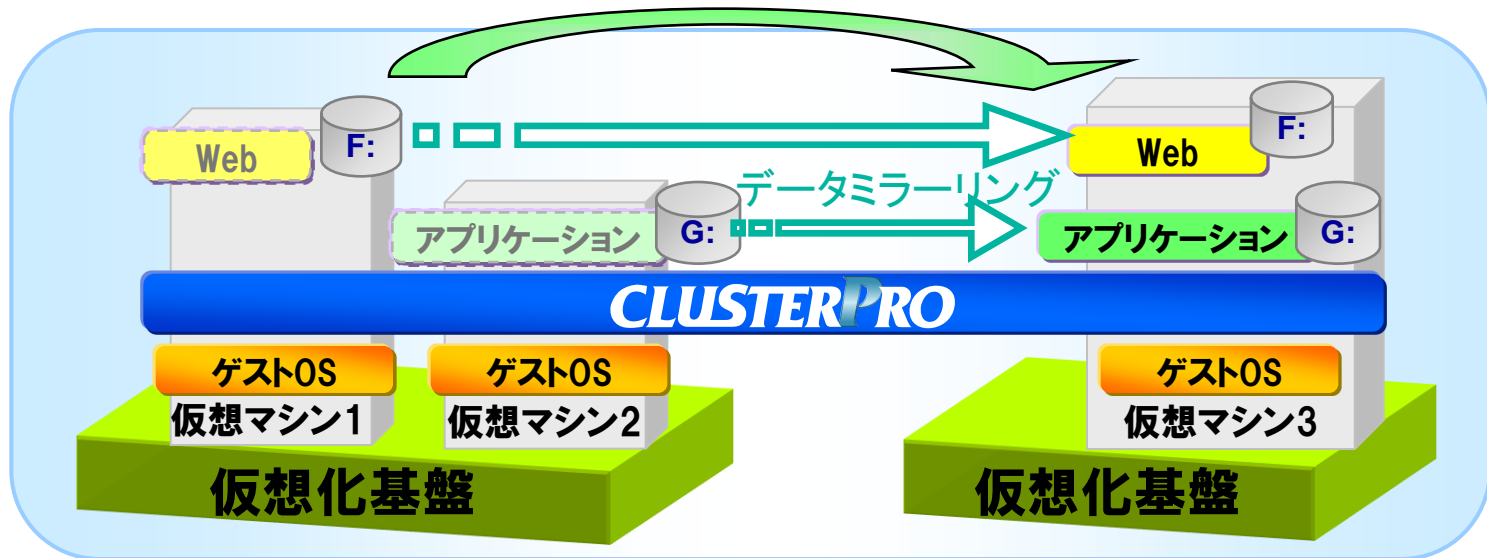 Web
F:
Web
F:
データミラーリング
アプリケーション
G:
アプリケーション
G:
CLUSTERPRO
ゲストOS
ゲストOS
ゲストOS
仮想マシン1
仮想マシン2
仮想マシン3
仮想化基盤
仮想化基盤